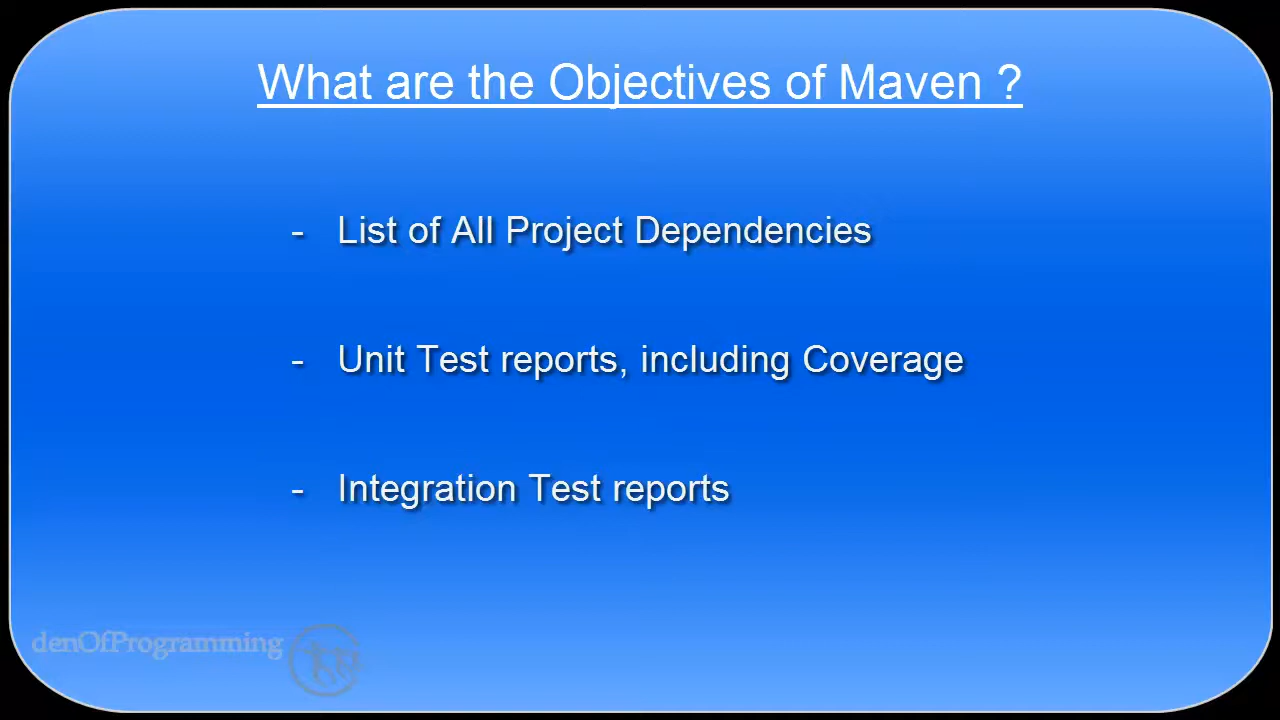 What are the Objectives of Maven ?
- List of All Project Dependencies
- Unit Test reports, including Coverage
- Integration Test reports
denOfProgramming